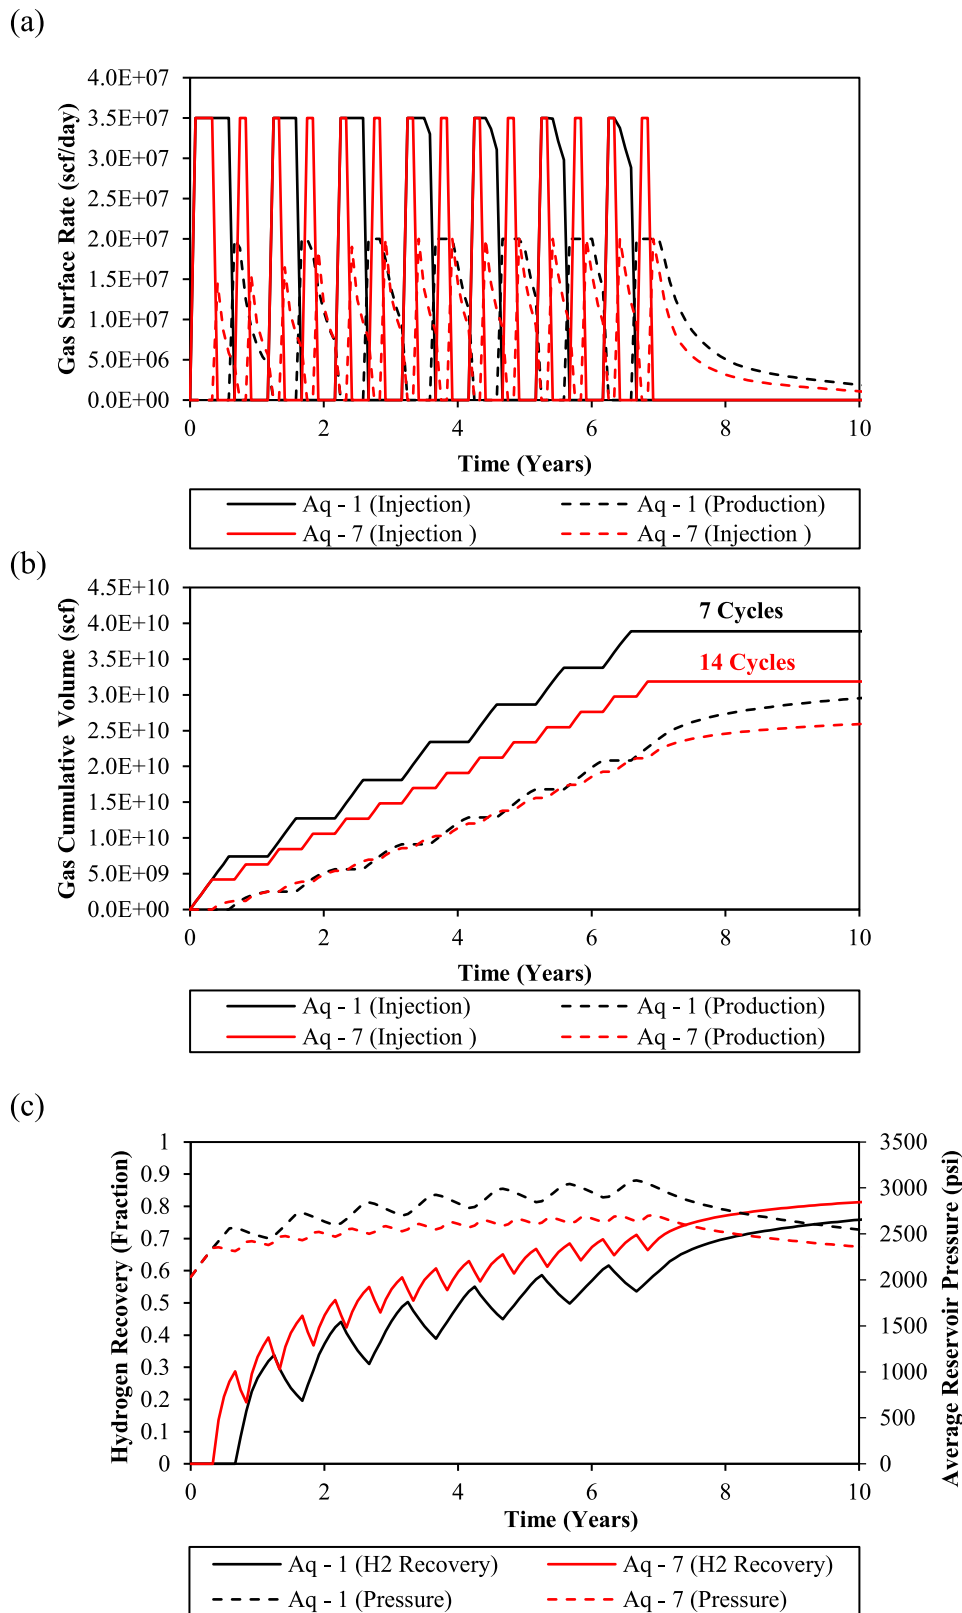 (a)
4.0E+07
3.5E+07
3.0E+07
2.5E+07
2.0E+07
1.5E+07
1.0E+07
5.0E+06
0.0E+00
Gas Surface Rate (scf/day)
0 2 4 6 8 10
Time (Years)
Aq - 1 (Injection) Aq - 1 (Production)
Aq - 7 (Injection ) Aq - 7 (Injection )
(b)
4.5E+10
4.0E+10
3.5E+10
3.0E+10
2.5E+10
2.0E+10
1.5E+10
1.0E+10
5.0E+09
0.0E+00
Gas Cumulative Volume (scf)
7 Cycles
14 Cycles
0 2 4 6 8 10
Time (Years)
Aq - 1 (Injection) Aq - 1 (Production)
Aq - 7 (Injection ) Aq - 7 (Production)
(c)
1 3500
0.9
0.8 3000
0.7 2500
0.6 2000
0.5
0.4 1500
0.3 1000
0.2
0.1 500
0 0
Hydrogen Recovery (Fraction)
Average Reservoir Pressure (psi)
0 2 4 6 8 10
Time (Years)
Aq - 1 (H2 Recovery) Aq - 7 (H2 Recovery)
Aq - 1 (Pressure) Aq - 7 (Pressure)